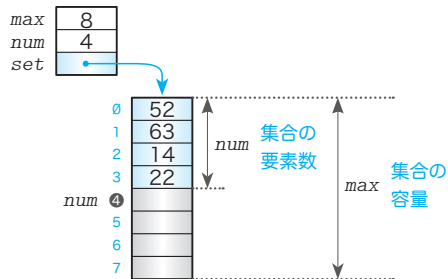 max 8
num 4
set
0 52
1 63
2 14
3 22
num 4
5
6
7
num
集合の
要素数
max
集合の
容量